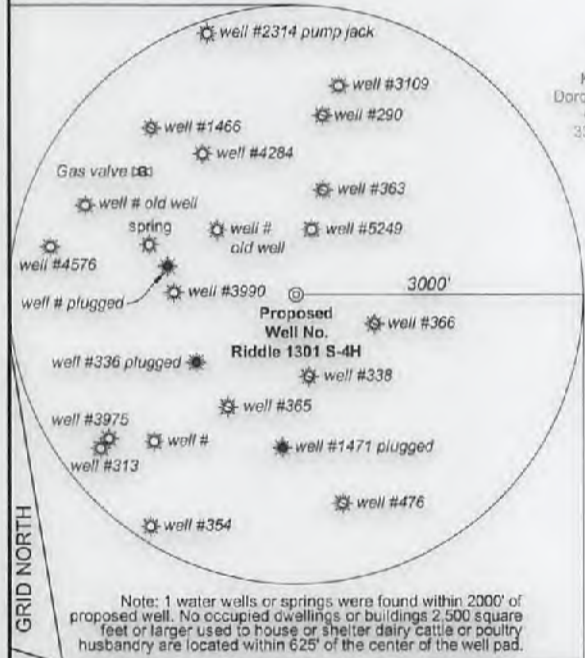 well #2314 pump jack
well #3109
Doro
well #290
well #1466
well #4284
Gas valve
well #363
well # old well
spring
well #
old well
well #5249
well #4576
well # plugged
well #3990
3000'
Proposed
Well No.
Riddle 1301 S-4H
well #366
well #336 plugged
well #338
well #365
well #3975
well #
well #1471 plugged
well #313
well #476
well #354
GRID NORTH
Note: 1 water wells or springs were found within 2000' of
proposed well. No occupied dwellings or buildings 2,500 square
feet or larger used to house or shelter dairy cattle or poultry
husbandry are located within 625' of the center of the well pad.